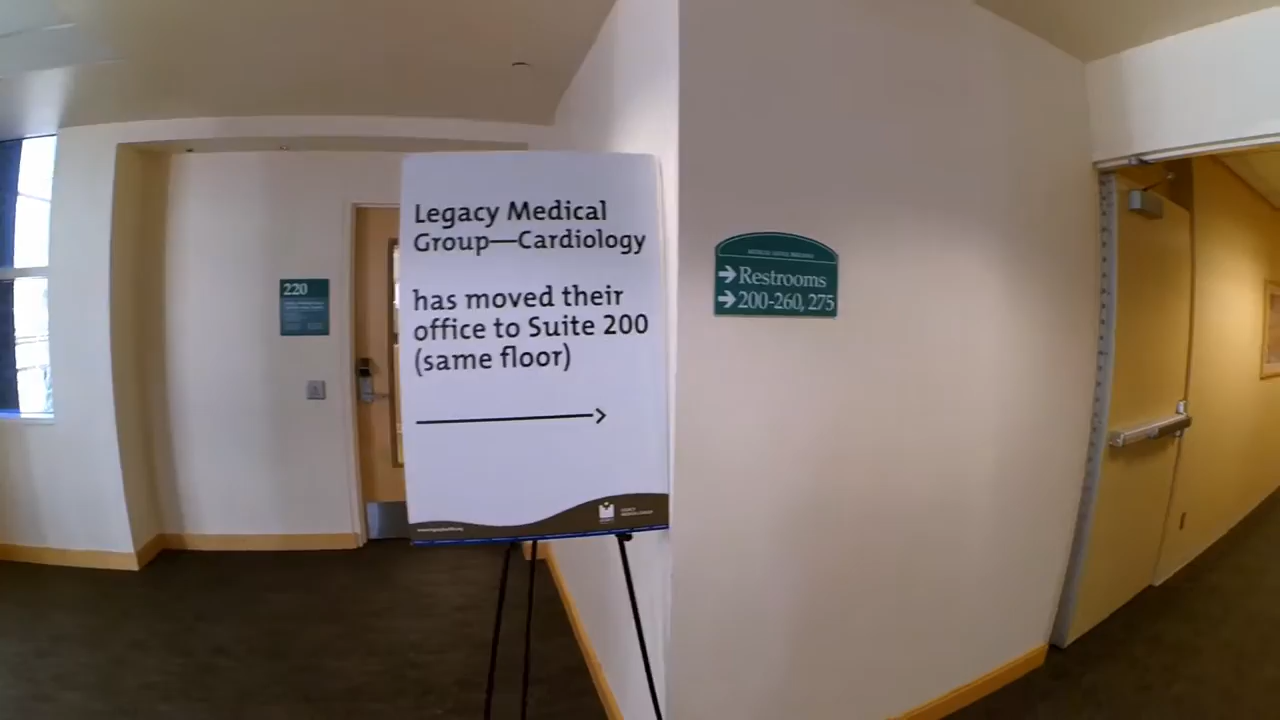 220
Legacy Medical
Group—Cardiology
has moved their
office to Suite 200
(same floor)
→Restrooms
→200-260, 275